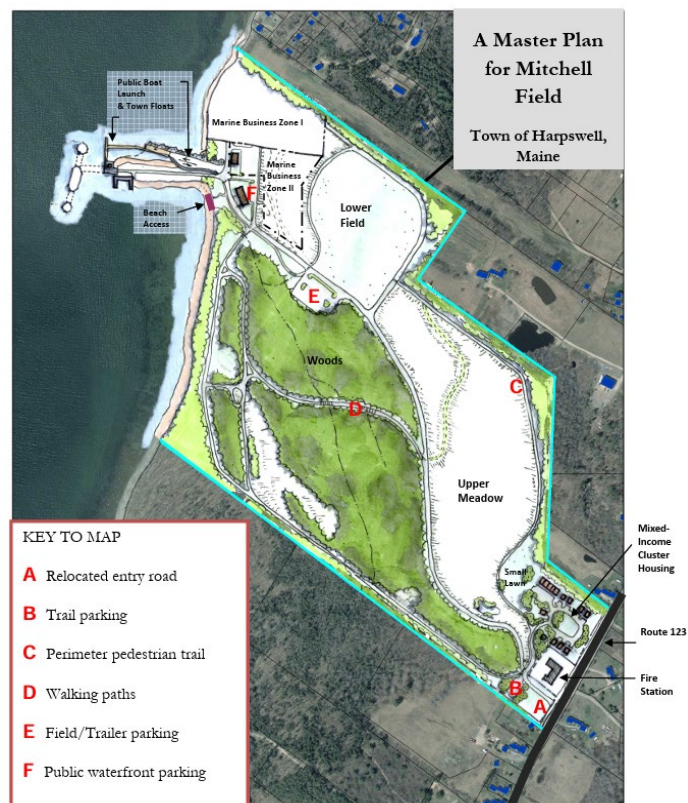 A Master Plan
for Mitchell
Field
Town of Harpswell,
Maine
Public Boat
Launch
& Town Floats
Marine Business Zone I
Marine
Business
Zone II
F
Beach
Access
Lower
Field
E
Woods
C
D
Upper
Meadow
Mixed-
Income
Cluster
Housing
Small
Lawn
Route 123
Fire
Station
B
A
KEY TO MAP
A Relocated entry road
B Trail parking
C Perimeter pedestrian trail
D Walking paths
E Field/Trailer parking
F Public waterfront parking